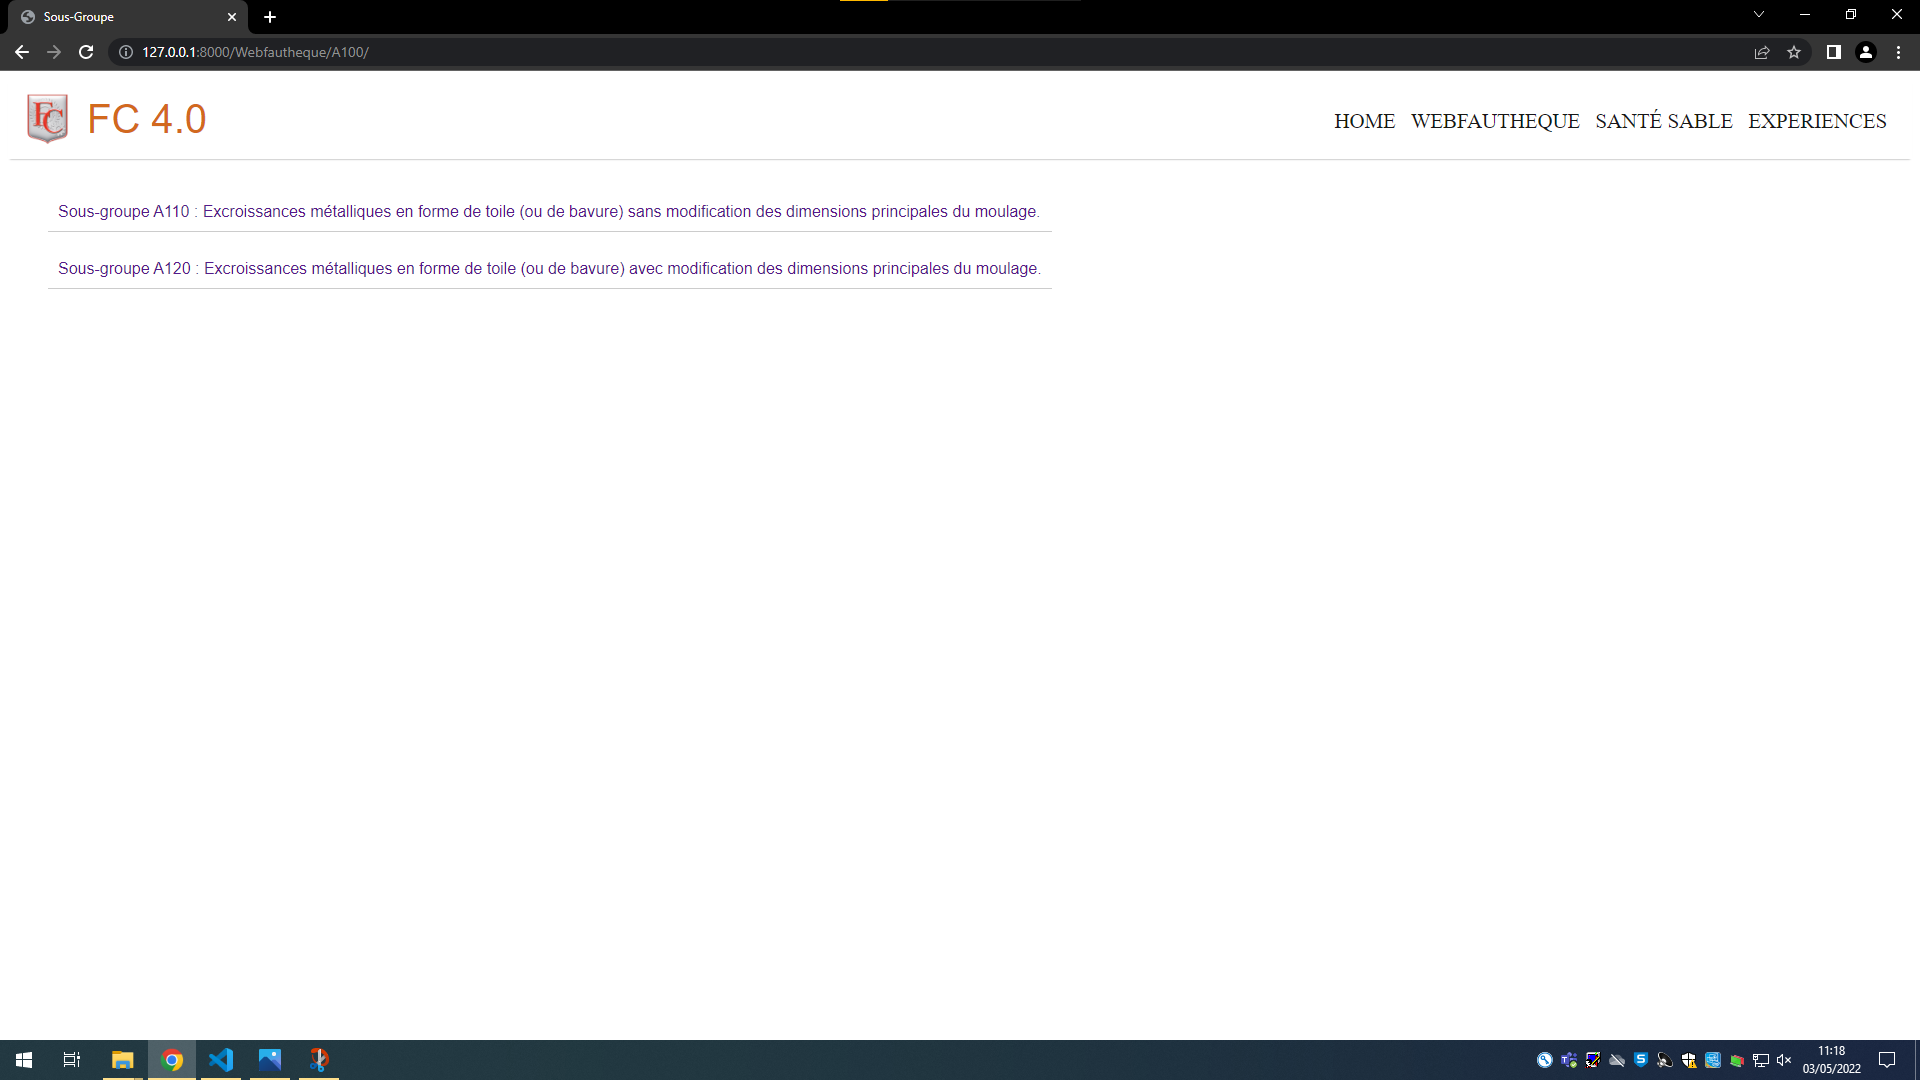 Sous-Groupe
127.0.0.1:8000/Webfautheque/A100/
FC FC 4.0
HOME WEBFAUTHEQUE SANTÉ SABLE EXPERIENCES
Sous-groupe A110 : Excroissances métalliques en forme de toile (ou de bavure) sans modification des dimensions principales du moulage.
Sous-groupe A120 : Excroissances métalliques en forme de toile (ou de bavure) avec modification des dimensions principales du moulage.
11:18
03/05/2022